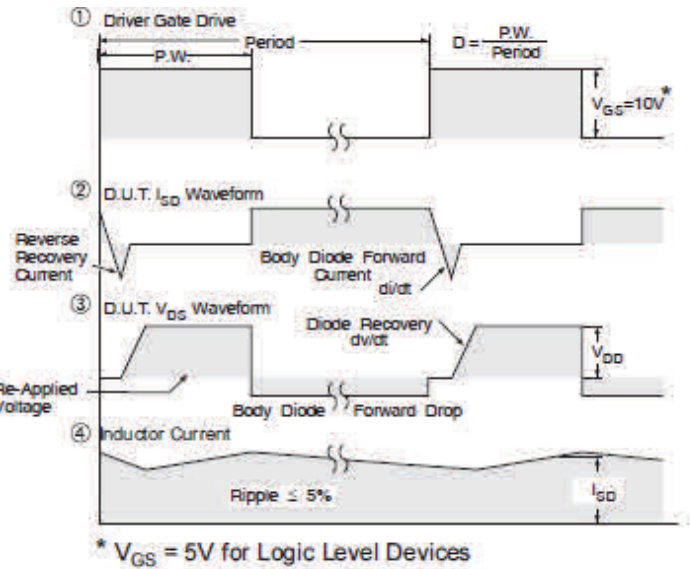 ① Driver Gate Drive
Period
P.W.
D = P.W. / Period
VGS=10V*
② D.U.T. ISD Waveform
Reverse
Recovery
Current
Body Diode Forward
Current
di/dt
③ D.U.T. VDS Waveform
Diode Recovery
dv/dt
VDD
Re-Applied
Voltage
Body Diode
Forward Drop
④ Inductor Current
Ripple ≤ 5%
ISD
* VGS = 5V for Logic Level Devices